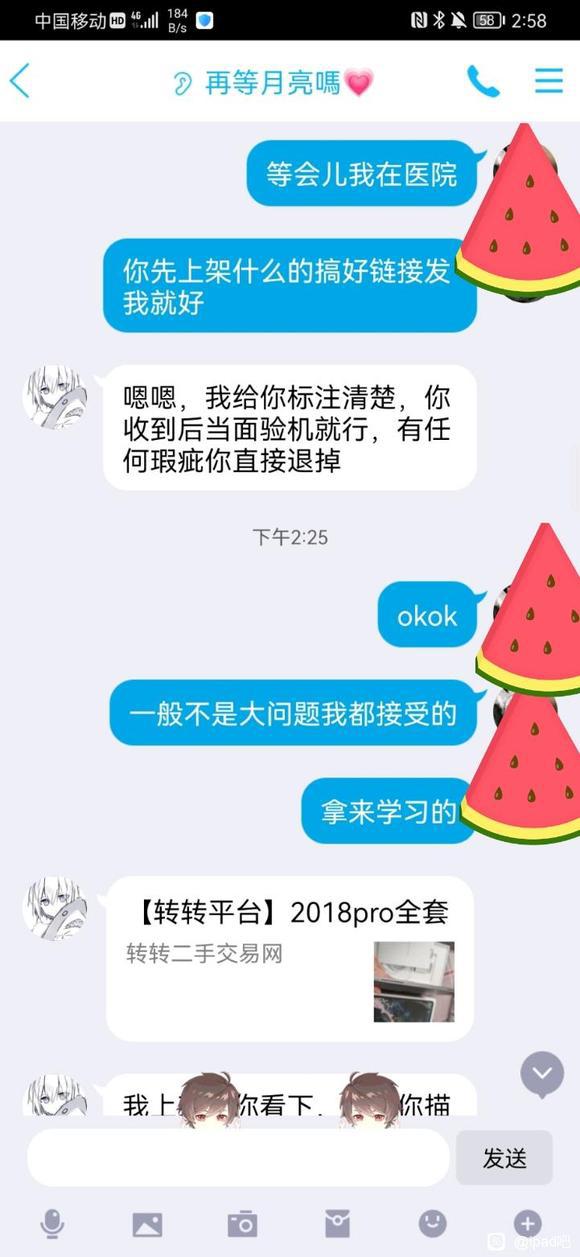 中国移动 HD 4G 184 B/s 58 2:58
再等月亮嗎
等会儿我在医院
你先上架什么的搞好链接发
我就好
嗯嗯，我给你标注清楚，你
收到后当面验机就行，有任
何瑕疵你直接退掉
下午2:25
okok
一般不是大问题我都接受的
拿来学习的
【转转平台】2018pro全套
转转二手交易网
我上 你看下， 你描
发送
@ipad吧